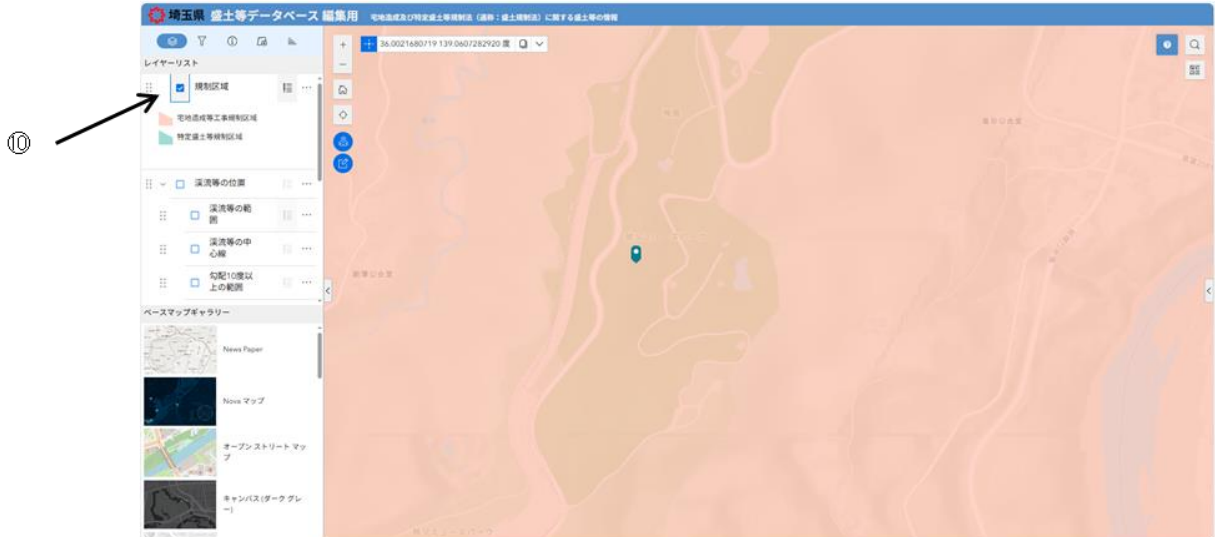 埼玉県 盛土等データベース 編集用 宅地造成及び特定盛土等規制法（通称：盛土規制法）に関する盛土等の情報
レイヤーリスト
36.0021680719 139.0607282920 度
規制区域
宅地造成等工事規制区域
特定盛土等規制区域
⑩
渓流等の位置
渓流等の範
囲
渓流等の中
心線
勾配10度以
上の範囲
ベースマップギャラリー
News Paper
Nova マップ
オープン ストリート マッ
プ
キャンバス (ダーク グレ
ー)